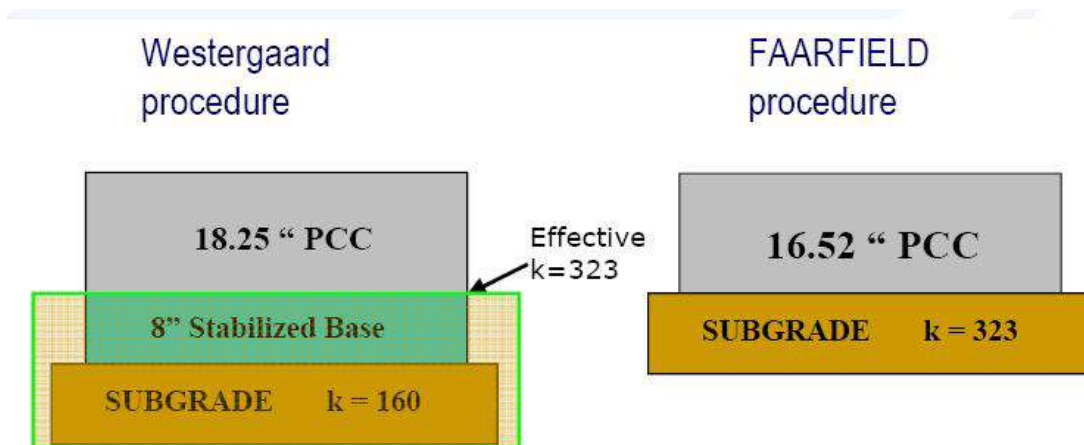 Westergaard
procedure
18.25 “ PCC
Effective
k=323
8” Stabilized Base
SUBGRADE k = 160
FAARFIELD
procedure
16.52 “ PCC
SUBGRADE k = 323